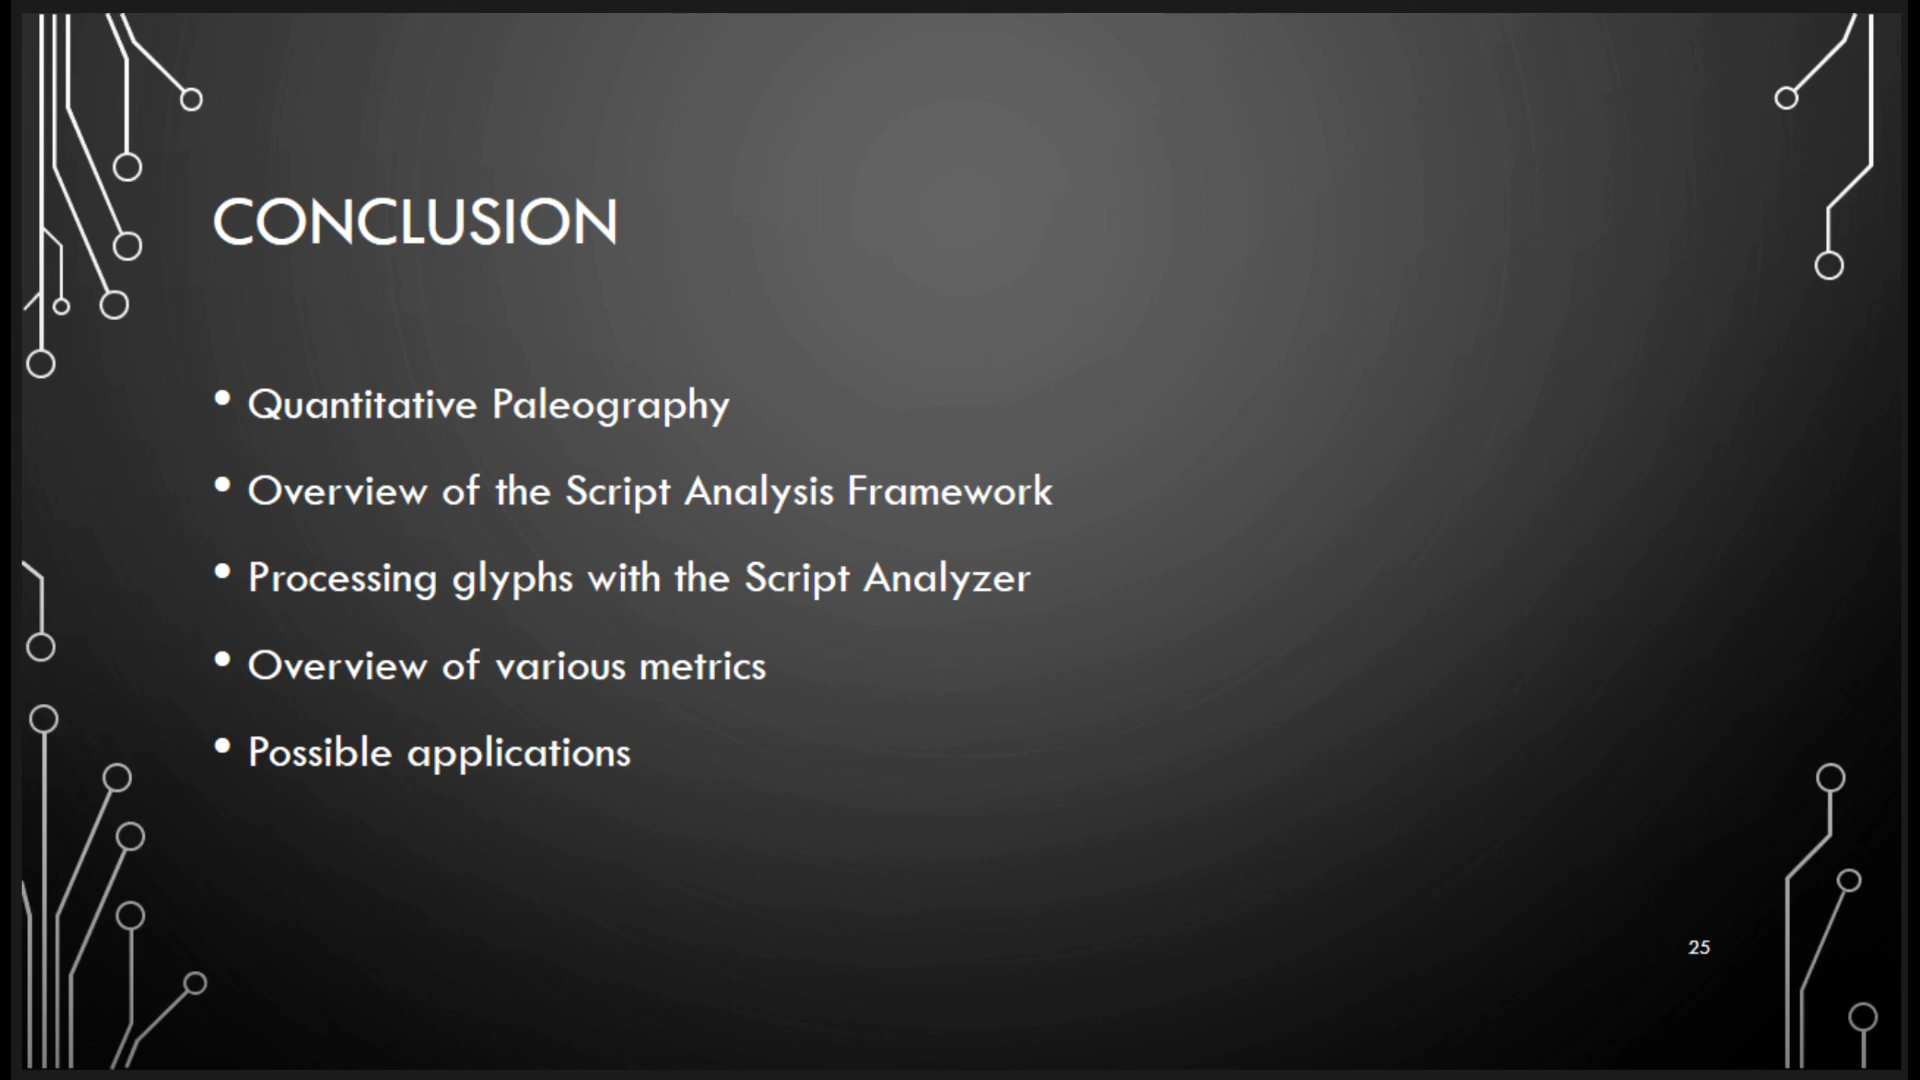 CONCLUSION
• Quantitative Paleography
• Overview of the Script Analysis Framework
• Processing glyphs with the Script Analyzer
• Overview of various metrics
• Possible applications
25